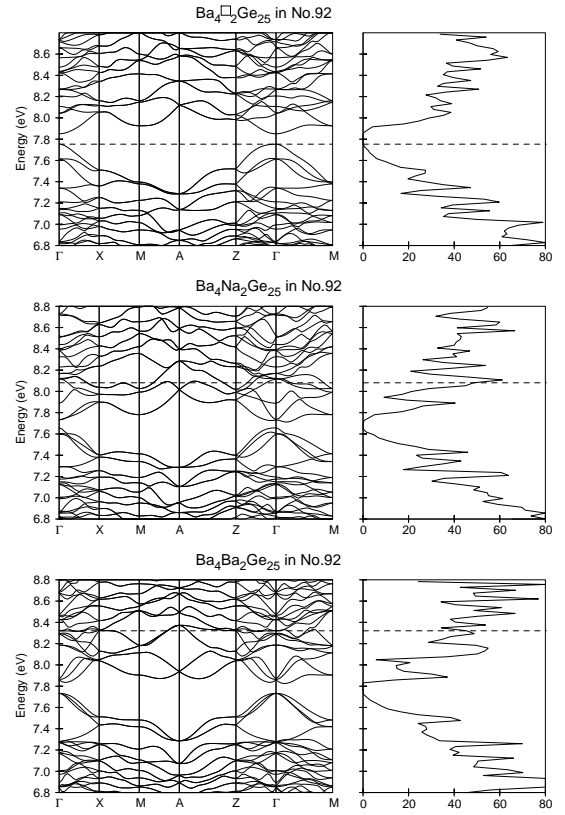 Ba₄□₂Ge₂₅ in No.92
Energy (eV)
8.8
8.6
8.4
8.2
8.0
7.8
7.6
7.4
7.2
7.0
6.8
Γ X M A Z Γ M
0 20 40 60 80
Ba₄Na₂Ge₂₅ in No.92
Energy (eV)
8.8
8.6
8.4
8.2
8.0
7.8
7.6
7.4
7.2
7.0
6.8
Γ X M A Z Γ M
0 20 40 60 80
Ba₄Ba₂Ge₂₅ in No.92
Energy (eV)
8.8
8.6
8.4
8.2
8.0
7.8
7.6
7.4
7.2
7.0
6.8
Γ X M A Z Γ M
0 20 40 60 80